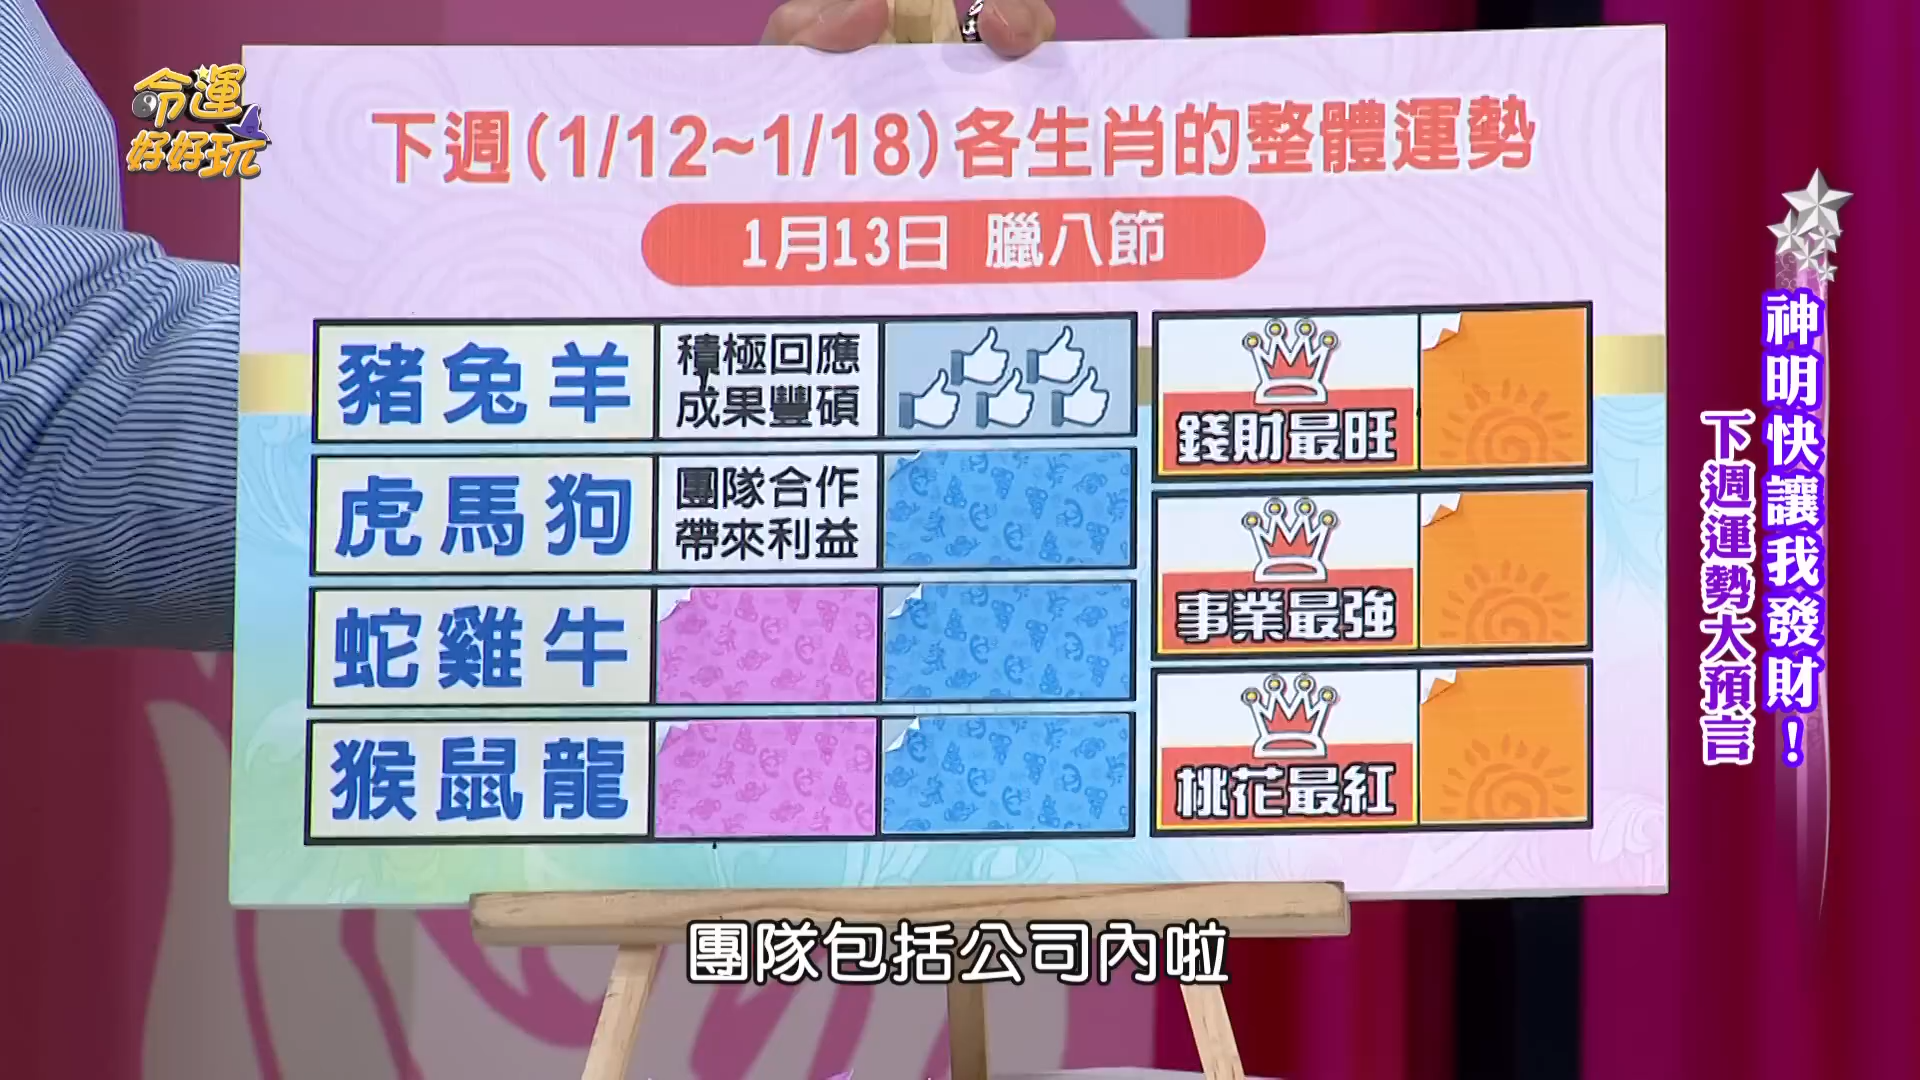 命運
好好玩
下週(1/12~1/18)各生肖的整體運勢
1月13日 臘八節
豬兔羊
積極回應
成果豐碩
虎馬狗
團隊合作
帶來利益
蛇雞牛
猴鼠龍
錢財最旺
事業最強
桃花最紅
神明快讓我發財！
下週運勢大預言
團隊包括公司內啦